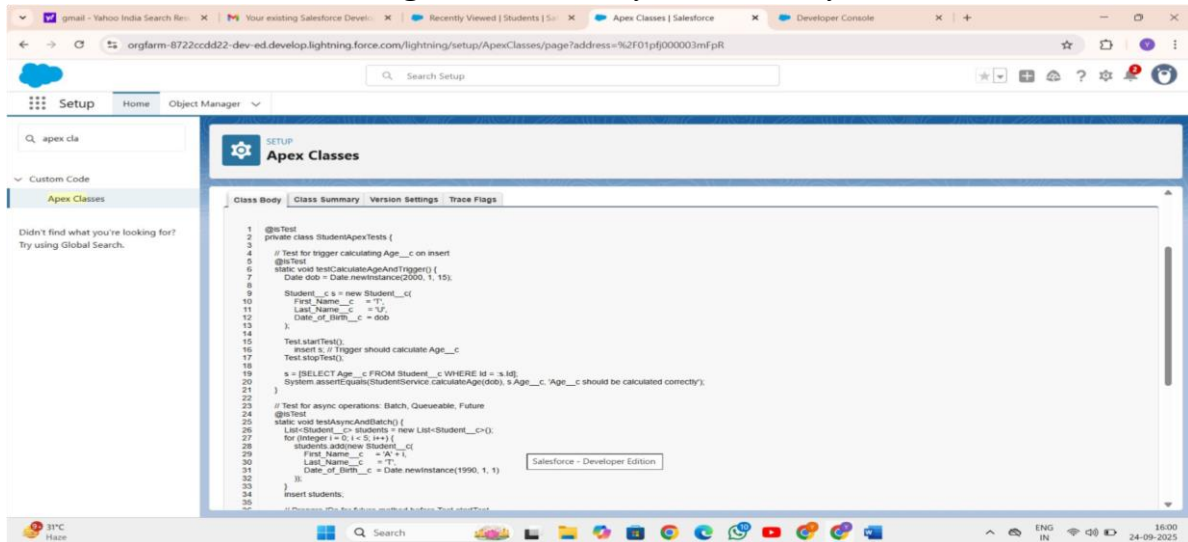 gmail - Yahoo India Search Res
Your existing Salesforce Develo
Recently Viewed | Students | Sa
Apex Classes | Salesforce
Developer Console
orgfarm-8722ccdd22-dev-ed.develop.lightning.force.com/lightning/setup/ApexClasses/page?address=%2F01pfj000003mFpR
Search Setup
Setup
Home
Object Manager
apex cla
SETUP
Apex Classes
Custom Code
Apex Classes
Didn't find what you're looking for?
Try using Global Search.
Class Body Class Summary Version Settings Trace Flags
1 @isTest
2 private class StudentApexTests {
3
4 // Test for trigger calculating Age__c on insert
5 @isTest
6 static void testCalculateAgeAndTrigger() {
7 Date dob = Date.newInstance(2000, 1, 15);
8
9 Student__c s = new Student__c(
10 First_Name__c = 'T',
11 Last_Name__c = 'U',
12 Date_of_Birth__c = dob
13 );
14
15 Test.startTest();
16 insert s; // Trigger should calculate Age__c
17 Test.stopTest();
18
19 s = [SELECT Age__c FROM Student__c WHERE Id = :s.Id];
20 System.assertEquals(StudentService.calculateAge(dob), s.Age__c, 'Age__c should be calculated correctly');
21 }
22
23 // Test for async operations: Batch, Queueable, Future
24 @isTest
25 static void testAsyncAndBatch() {
26 List<Student__c> students = new List<Student__c>();
27 for (Integer i = 0; i < 5; i++) {
28 students.add(new Student__c(
29 First_Name__c = 'A' + i,
30 Last_Name__c = 'T',
31 Date_of_Birth__c = Date.newInstance(1990, 1, 1)
32 ));
33 }
34 insert students;
35
Salesforce - Developer Edition
31°C
Haze
Search
ENG
IN
16:00
24-09-2025